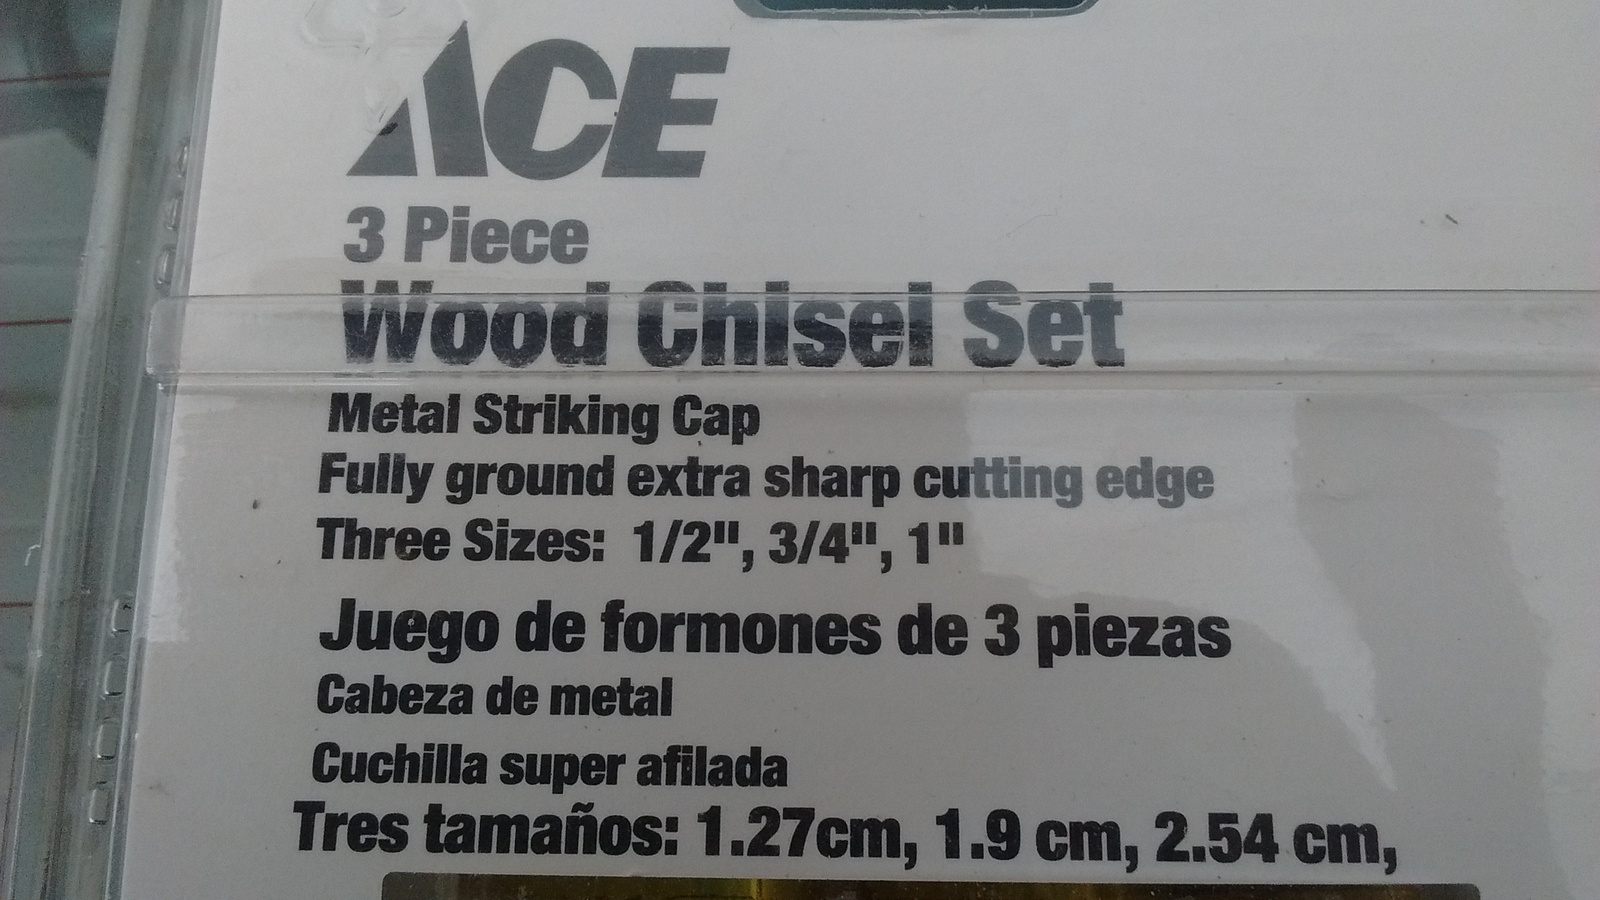 ACE
3 Piece
Wood Chisel Set
Metal Striking Cap
Fully ground extra sharp cutting edge
Three Sizes: 1/2", 3/4", 1"
Juego de formones de 3 piezas
Cabeza de metal
Cuchilla super afilada
Tres tamaños: 1.27cm, 1.9 cm, 2.54 cm,